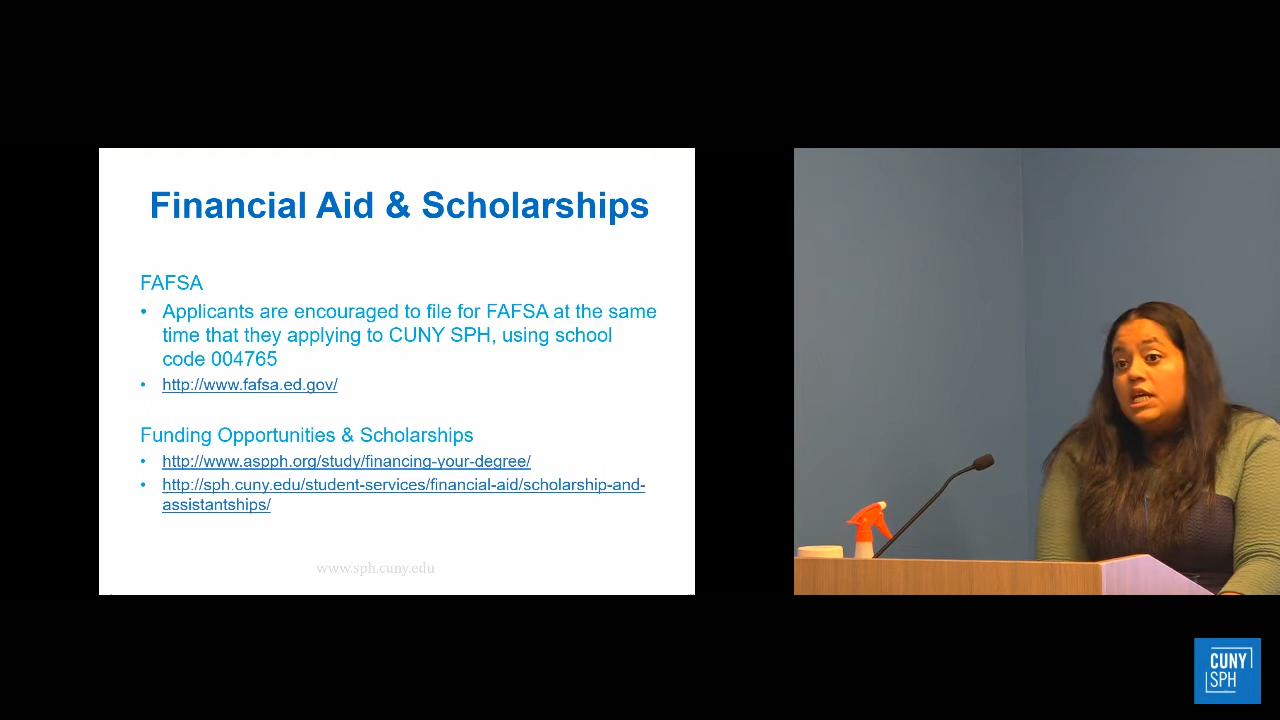 Financial Aid & Scholarships
FAFSA
• Applicants are encouraged to file for FAFSA at the same
time that they applying to CUNY SPH, using school
code 004765
• http://www.fafsa.ed.gov/
Funding Opportunities & Scholarships
• http://www.aspph.org/study/financing-your-degree/
• http://sph.cuny.edu/student-services/financial-aid/scholarship-and-
assistantships/
www.sph.cuny.edu
CUNY
SPH